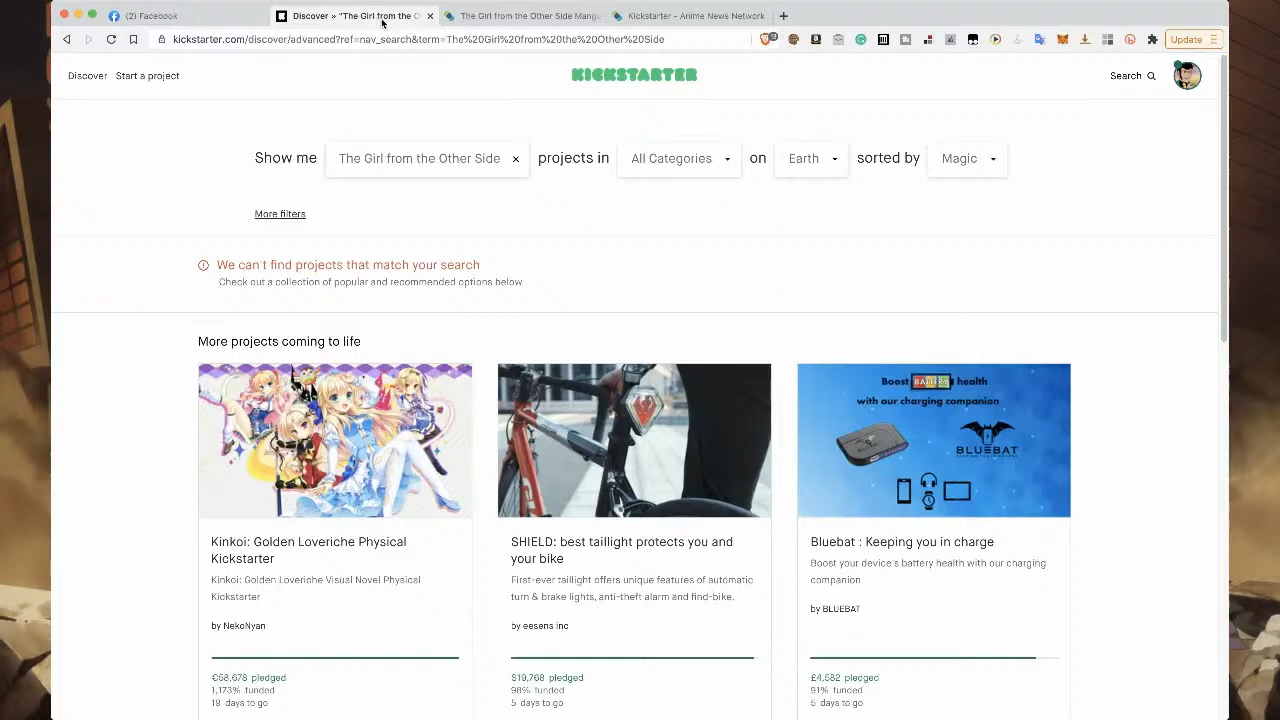 (2) Facebook
Discover » "The Girl from the O
The Girl from the Other Side Mang
Kickstarter - Anime News Network
kickstarter.com/discover/advanced?ref=nav_search&term=The%20Girl%20from%20the%20Other%20Side
Update
Discover
Start a project
KICKSTARTER
Search
Show me
The Girl from the Other Side
projects in
All Categories
on
Earth
sorted by
Magic
More filters
We can't find projects that match your search
Check out a collection of popular and recommended options below
More projects coming to life
Boost BATTERY health
with our charging companion
BLUEBAT
Kinkoi: Golden Loveriche Physical
Kickstarter
Kinkoi: Golden Loveriche Visual Novel Physical
Kickstarter
by NekoNyan
€58,678 pledged
1,173% funded
19 days to go
SHIELD: best taillight protects you and
your bike
First-ever taillight offers unique features of automatic
turn & brake lights, anti-theft alarm and find-bike.
by eesens inc
$19,768 pledged
98% funded
5 days to go
Bluebat : Keeping you in charge
Boost your device's battery health with our charging
companion
by BLUEBAT
£4,582 pledged
91% funded
5 days to go